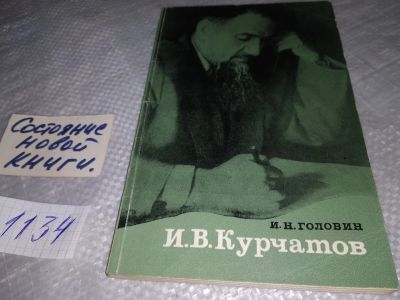 Состояние
новой
книги.
1134
И.Н.ГОЛОВИН
И.В.Курчатов